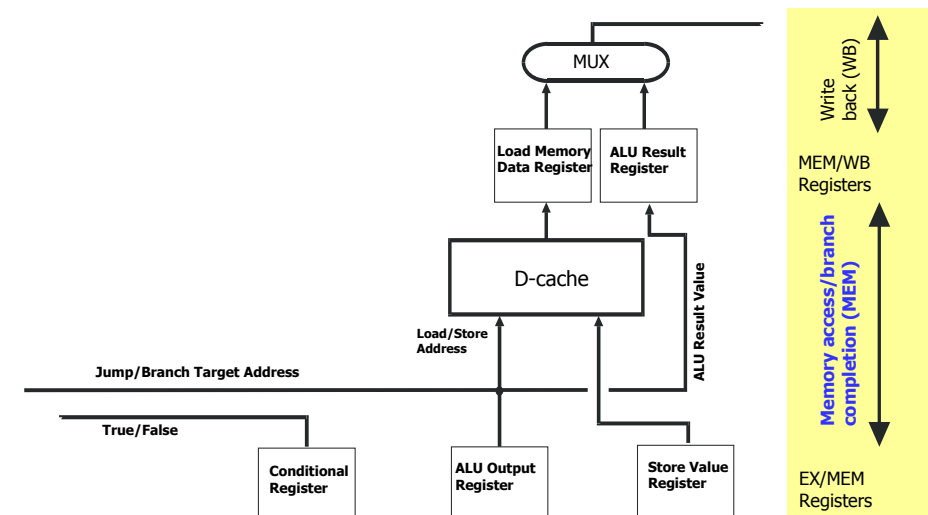 MUX
Write
back (WB)
Load Memory
Data Register
ALU Result
Register
MEM/WB
Registers
D-cache
ALU Result Value
Memory access/branch
completion (MEM)
Load/Store
Address
Jump/Branch Target Address
True/False
Conditional
Register
ALU Output
Register
Store Value
Register
EX/MEM
Registers